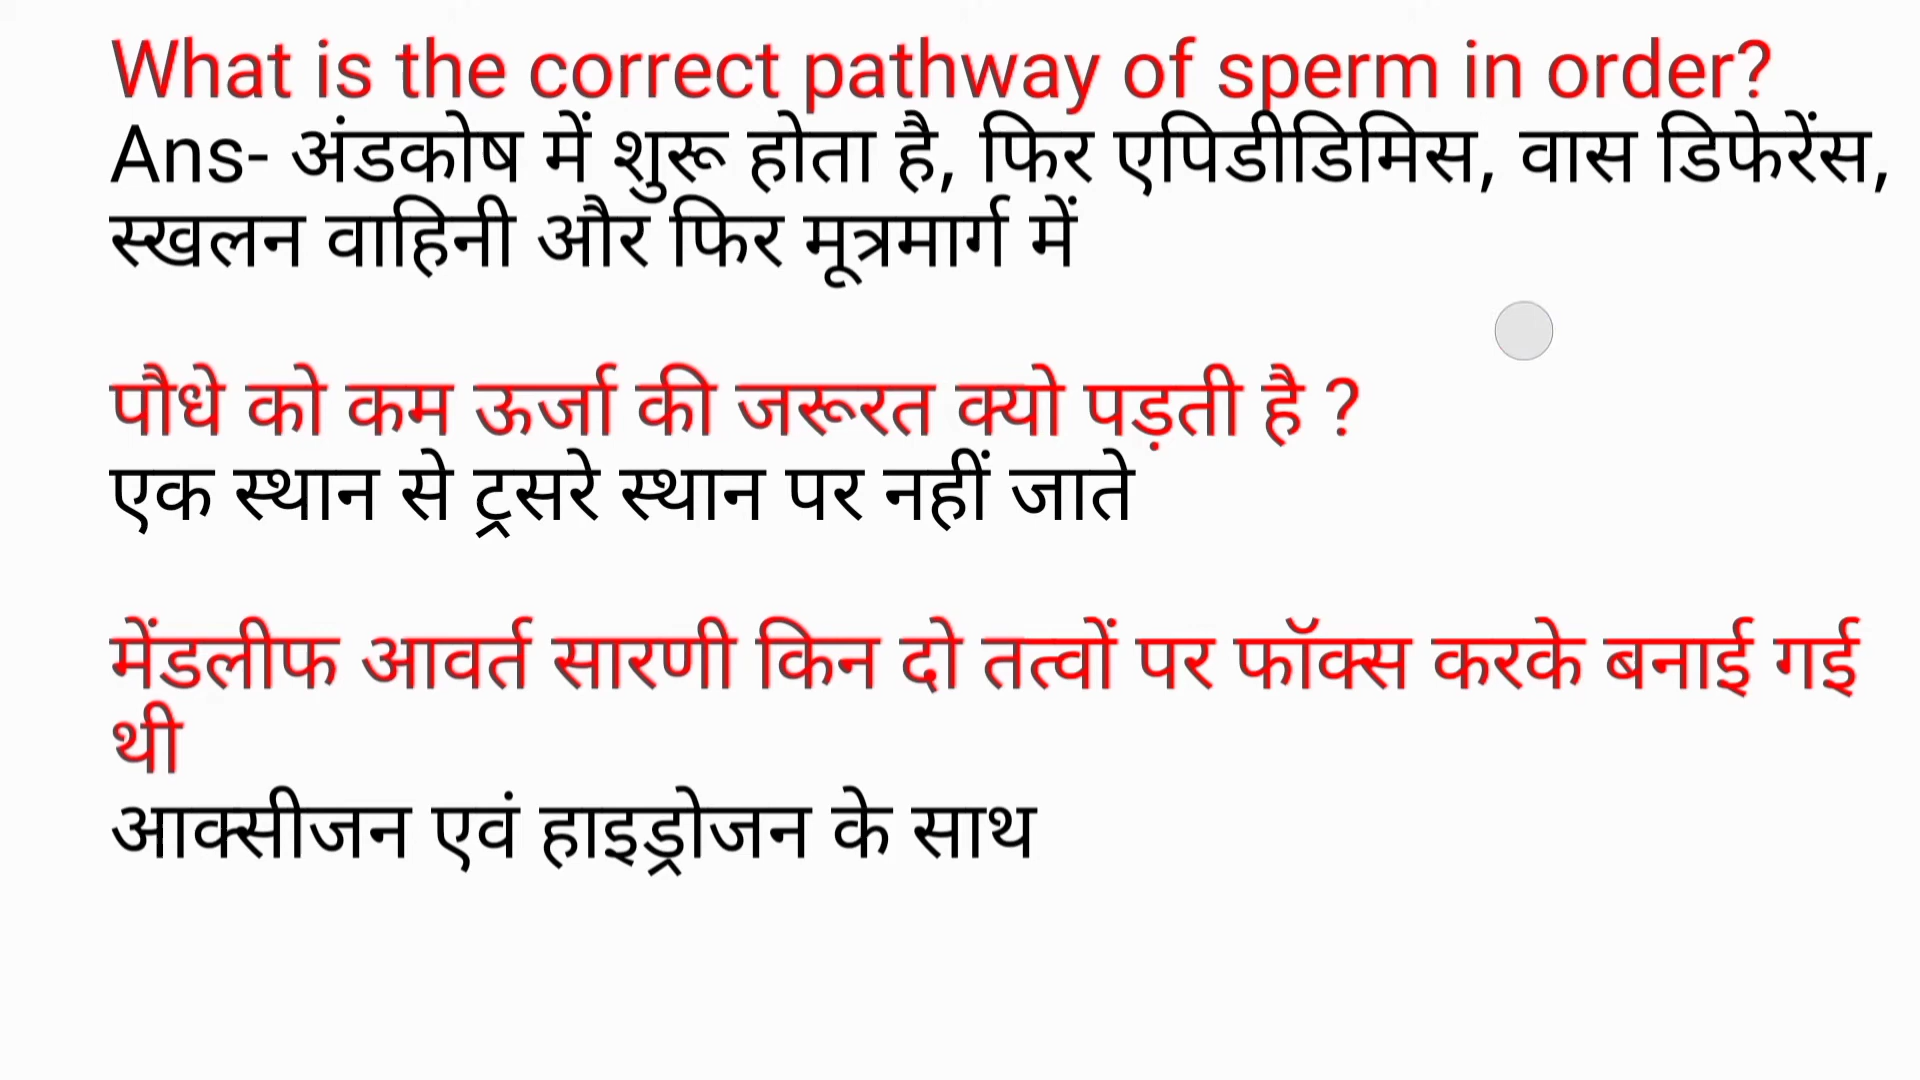 What is the correct pathway of sperm in order?
Ans- अंडकोष में शुरू होता है, फिर एपिडीडिमिस, वास डिफेरेंस,
स्खलन वाहिनी और फिर मूत्रमार्ग में
पौधे को कम ऊर्जा की जरूरत क्यो पड़ती है ?
एक स्थान से ट्रसरे स्थान पर नहीं जाते
मेंडलीफ आवर्त सारणी किन दो तत्वों पर फॉक्स करके बनाई गई
थी
आक्सीजन एवं हाइड्रोजन के साथ